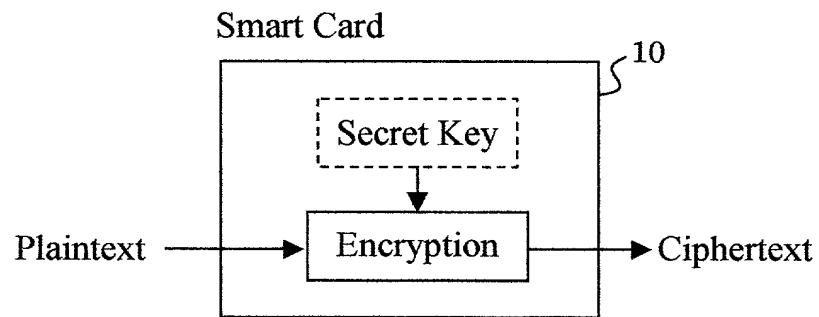 Smart Card
10
Secret Key
Plaintext
Encryption
Ciphertext